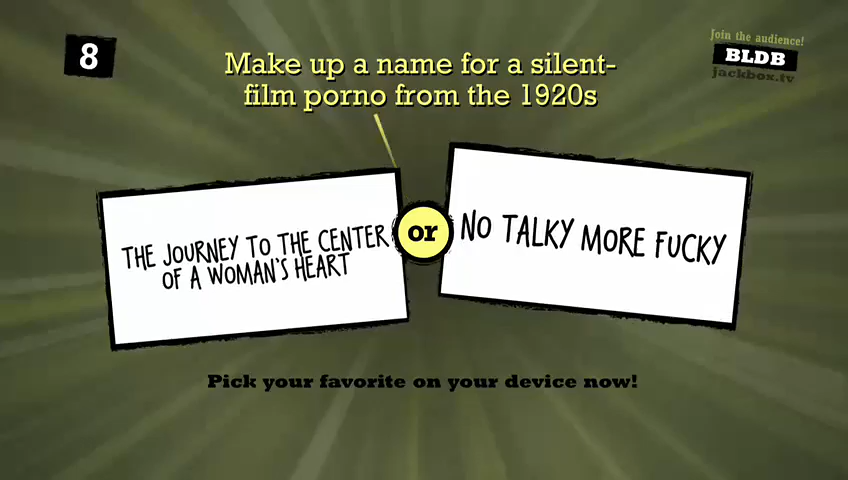 8
Make up a name for a silent-
film porno from the 1920s
Join the audience!
BLDB
jackbox.tv
THE JOURNEY TO THE CENTER
OF A WOMAN'S HEART
or
NO TALKY MORE FUCKY
Pick your favorite on your device now!